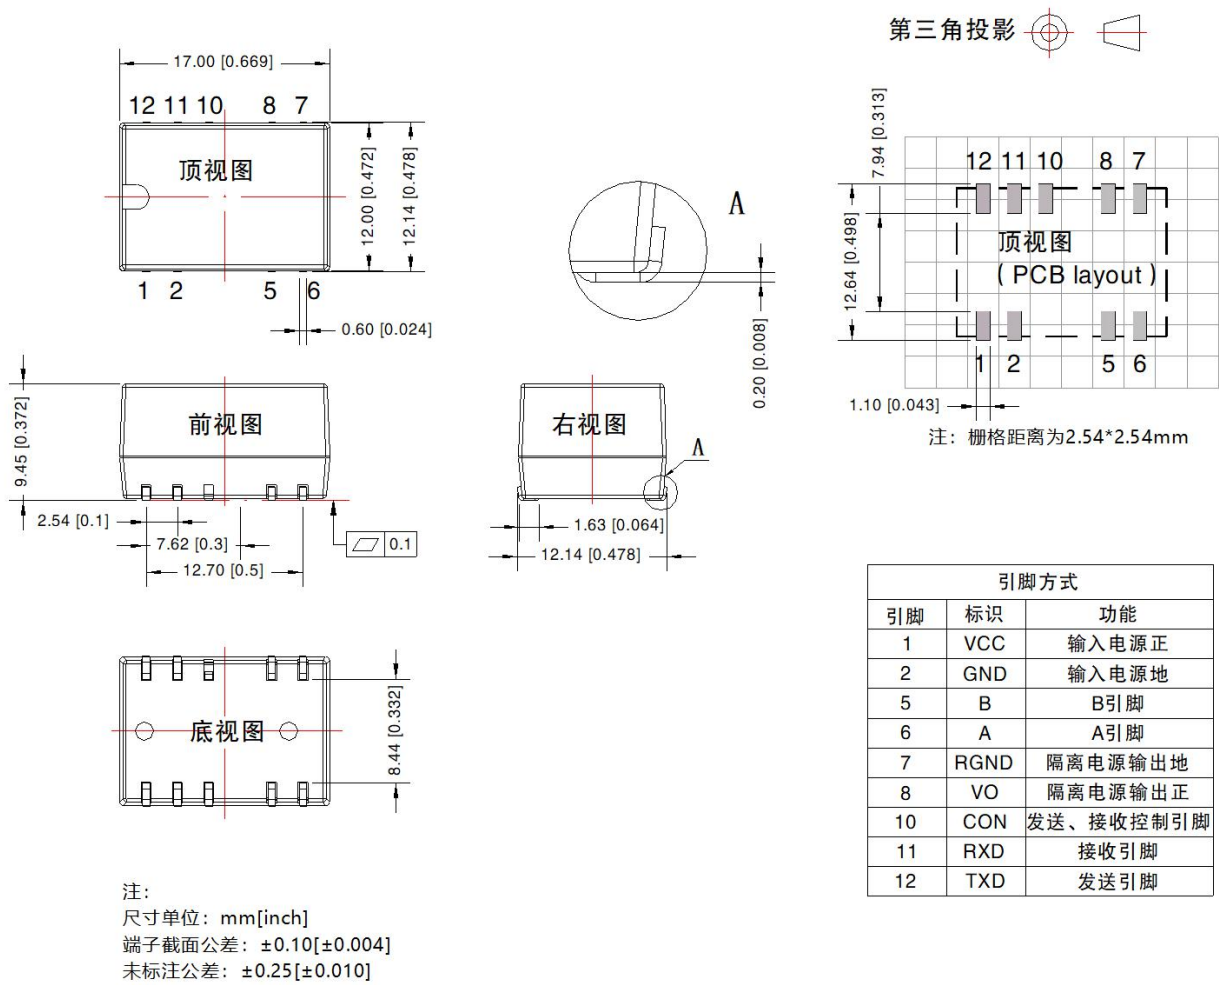 第三角投影
17.00 [0.669]
12 11 10 8 7
顶视图
12.00 [0.472]
12.14 [0.478]
1 2 5 6
0.60 [0.024]
A
0.20 [0.008]
7.94 [0.313]
12.64 [0.498]
12 11 10 8 7
顶视图
( PCB layout )
1 2 5 6
1.10 [0.043]
注：栅格距离为2.54*2.54mm
前视图
9.45 [0.372]
2.54 [0.1]
7.62 [0.3]
12.70 [0.5]
0.1
右视图
A
1.63 [0.064]
12.14 [0.478]
底视图
8.44 [0.332]
引脚方式
引脚 标识 功能
1 VCC 输入电源正
2 GND 输入电源地
5 B B引脚
6 A A引脚
7 RGND 隔离电源输出地
8 VO 隔离电源输出正
10 CON 发送、接收控制引脚
11 RXD 接收引脚
12 TXD 发送引脚
注：
尺寸单位：mm[inch]
端子截面公差：±0.10[±0.004]
未标注公差：±0.25[±0.010]